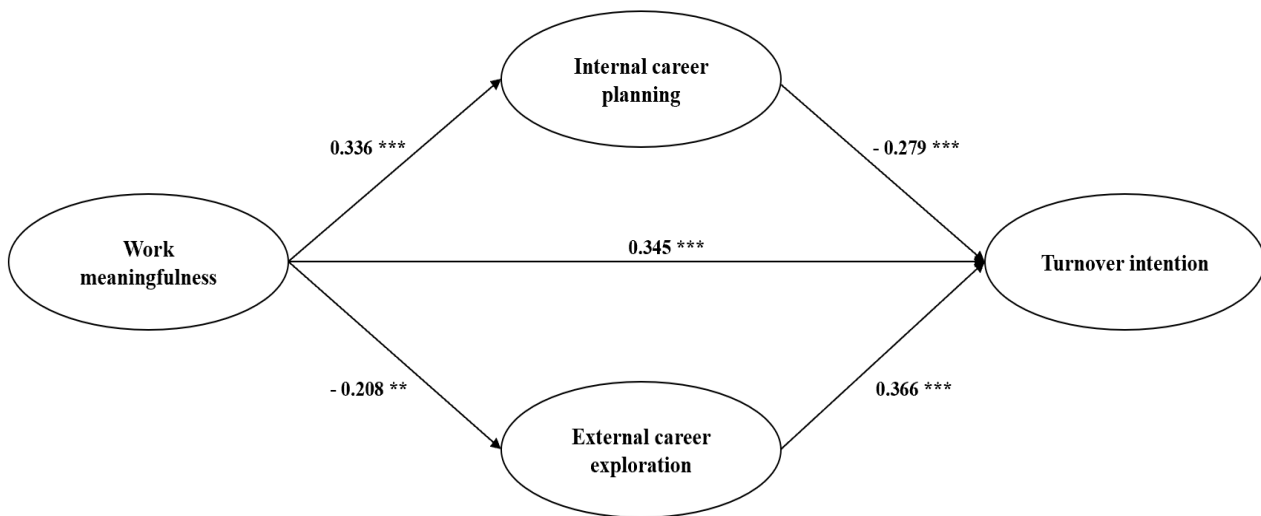 Internal career
planning
0.336 ***
- 0.279 ***
Work
meaningfulness
0.345 ***
Turnover intention
- 0.208 **
0.366 ***
External career
exploration